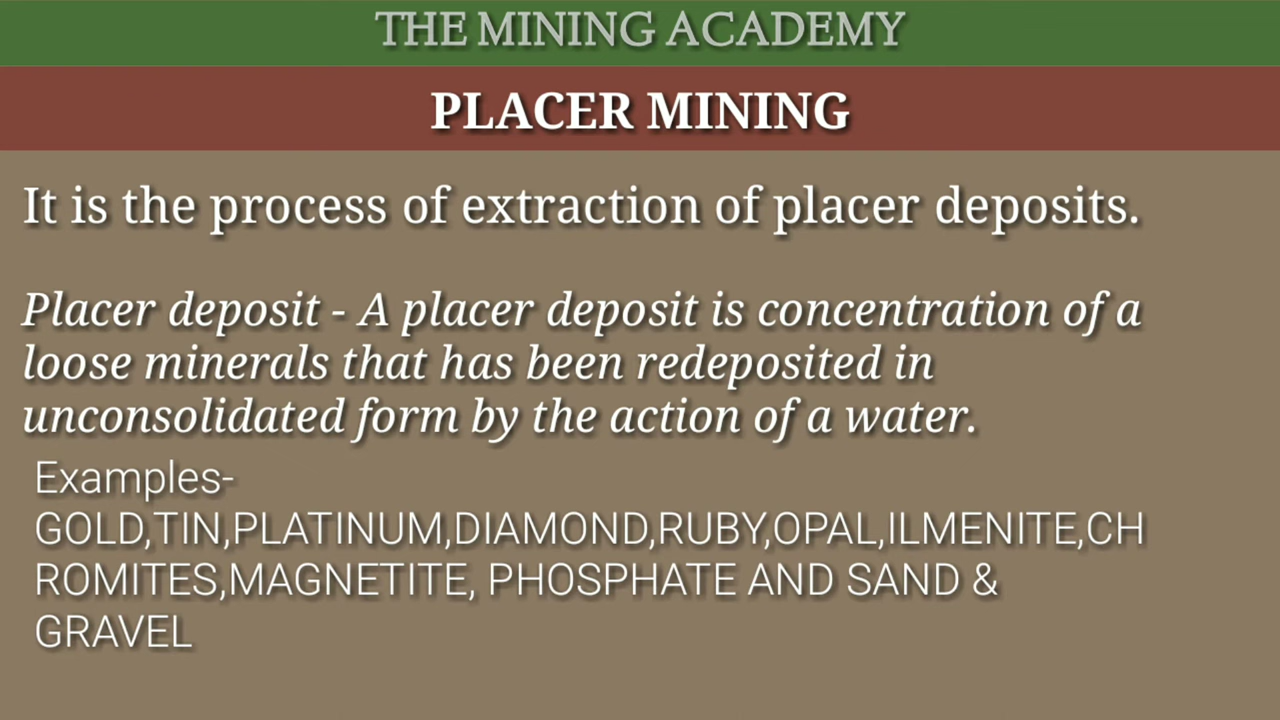 THE MINING ACADEMY
PLACER MINING
It is the process of extraction of placer deposits.
Placer deposit - A placer deposit is concentration of a
loose minerals that has been redeposited in
unconsolidated form by the action of a water.
Examples-
GOLD,TIN,PLATINUM,DIAMOND,RUBY,OPAL,ILMENITE,CH
ROMITES,MAGNETITE, PHOSPHATE AND SAND &
GRAVEL